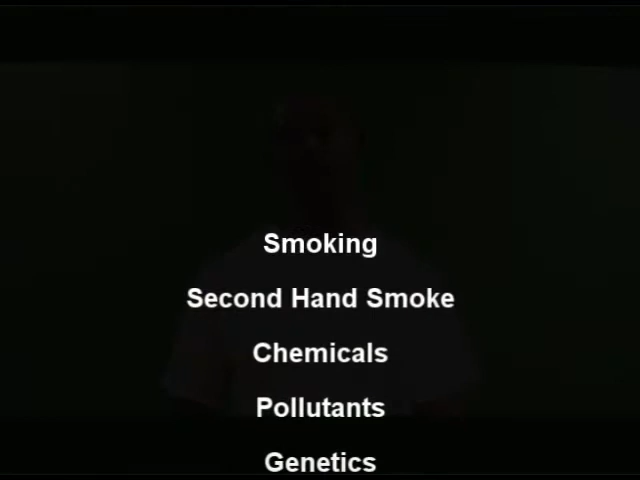 Smoking
Second Hand Smoke
Chemicals
Pollutants
Genetics